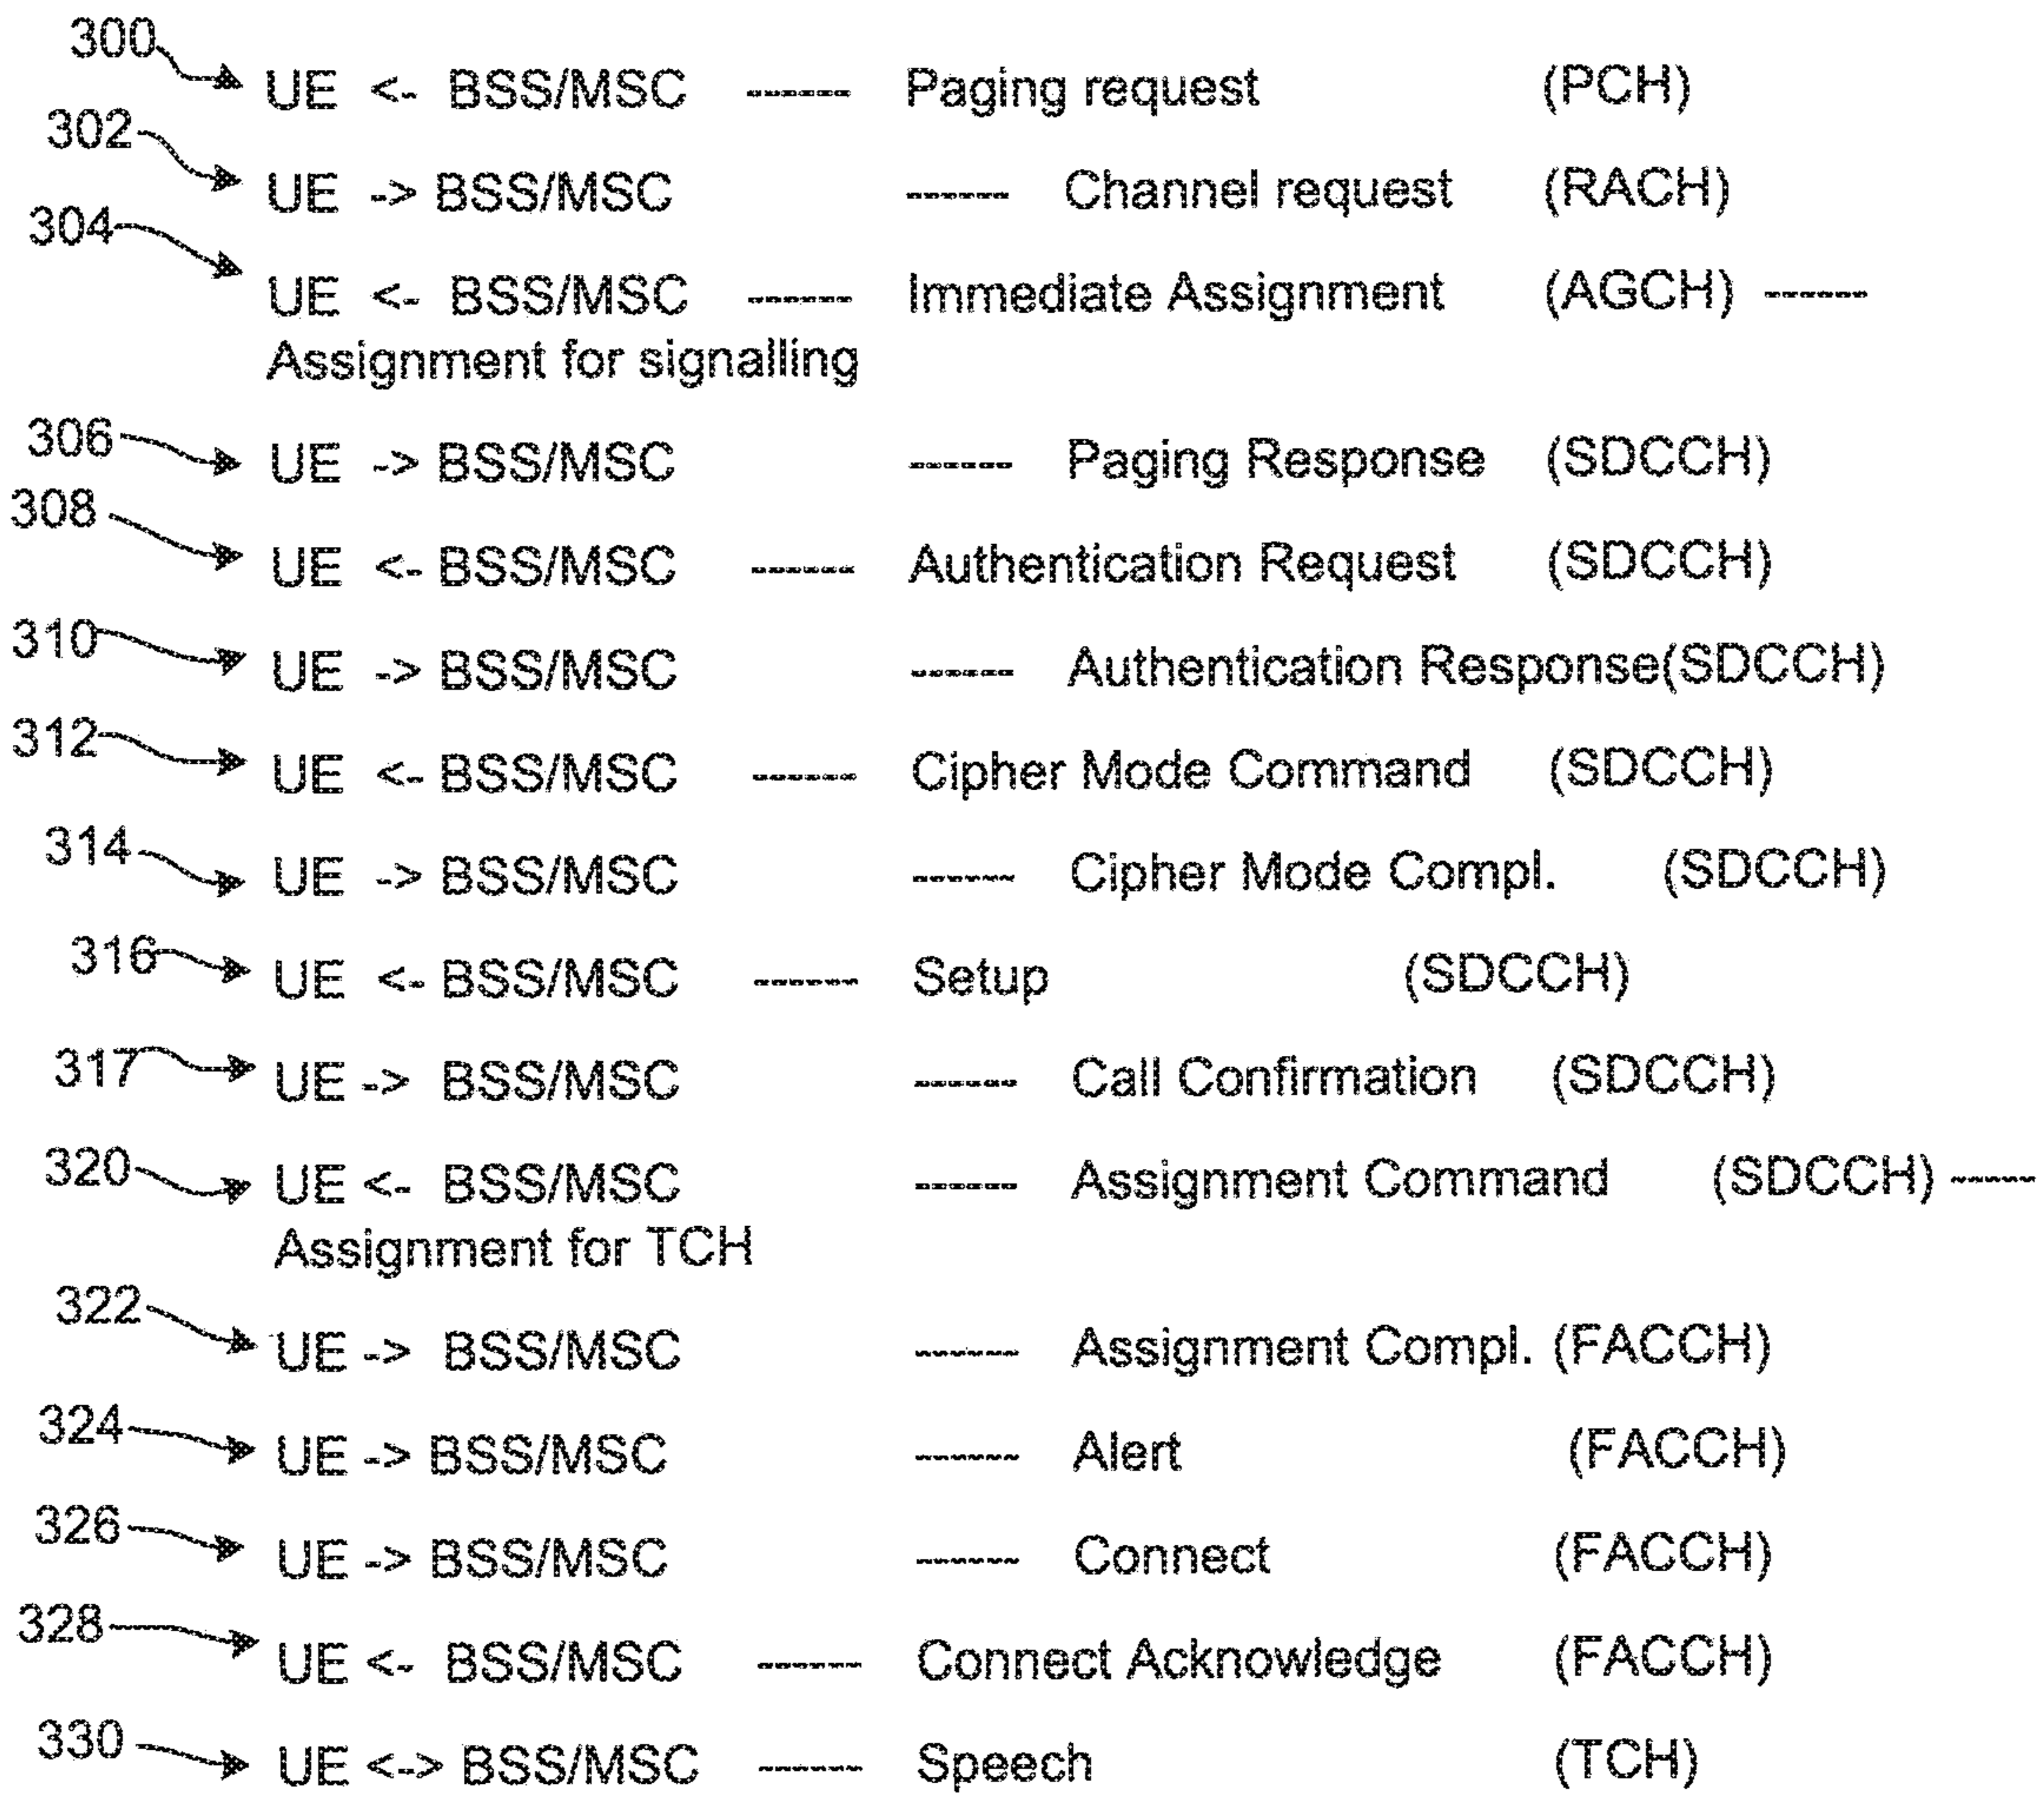 300 UE <- BSS/MSC ------ Paging request (PCH)
302 UE -> BSS/MSC ------ Channel request (RACH)
304 UE <- BSS/MSC ------ Immediate Assignment (AGCH) ------
Assignment for signalling
306 UE -> BSS/MSC ------ Paging Response (SDCCH)
308 UE <- BSS/MSC ------ Authentication Request (SDCCH)
310 UE -> BSS/MSC ------ Authentication Response(SDCCH)
312 UE <- BSS/MSC ------ Cipher Mode Command (SDCCH)
314 UE -> BSS/MSC ------ Cipher Mode Compl. (SDCCH)
316 UE <- BSS/MSC ------ Setup (SDCCH)
317 UE -> BSS/MSC ------ Call Confirmation (SDCCH)
320 UE <- BSS/MSC ------ Assignment Command (SDCCH) -----
Assignment for TCH
322 UE -> BSS/MSC ------ Assignment Compl. (FACCH)
324 UE -> BSS/MSC ------ Alert (FACCH)
326 UE -> BSS/MSC ------ Connect (FACCH)
328 UE <- BSS/MSC ------ Connect Acknowledge (FACCH)
330 UE <-> BSS/MSC ------ Speech (TCH)